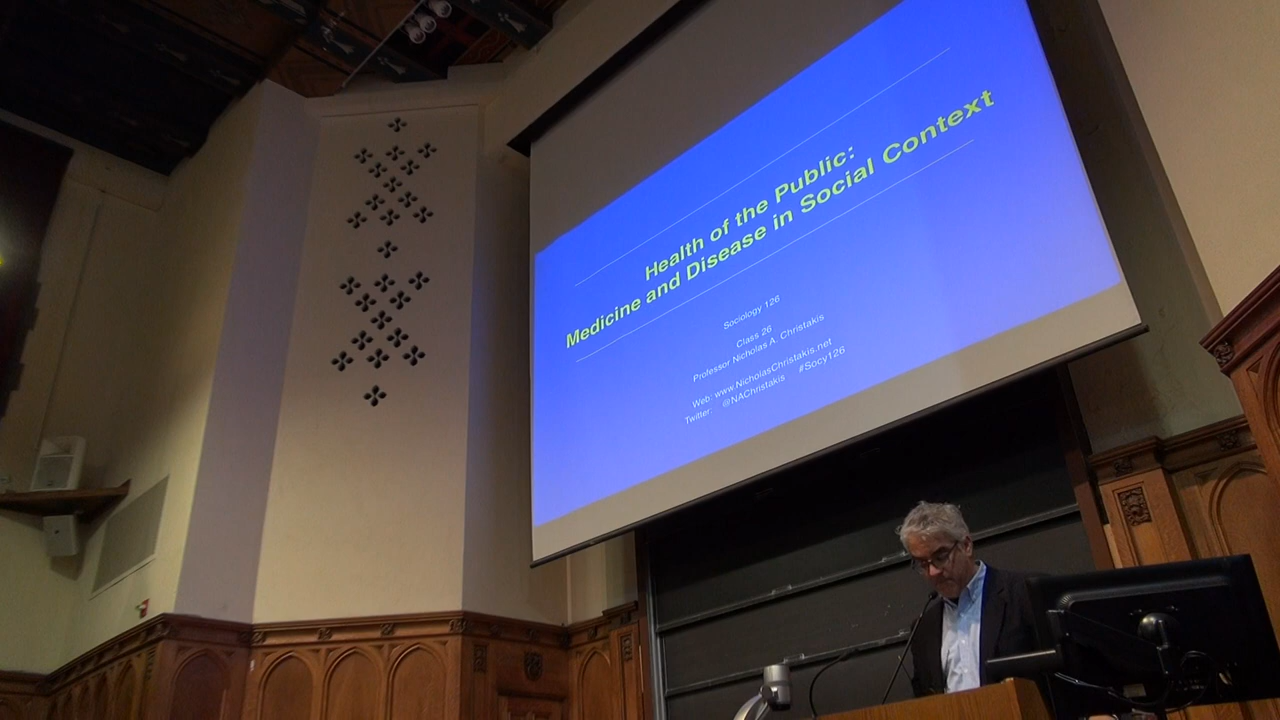 Health of the Public:
Medicine and Disease in Social Context
Sociology 126
Class 26
Professor Nicholas A. Christakis
Web: www.NicholasChristakis.net
Twitter: @NAChristakis #Socy126